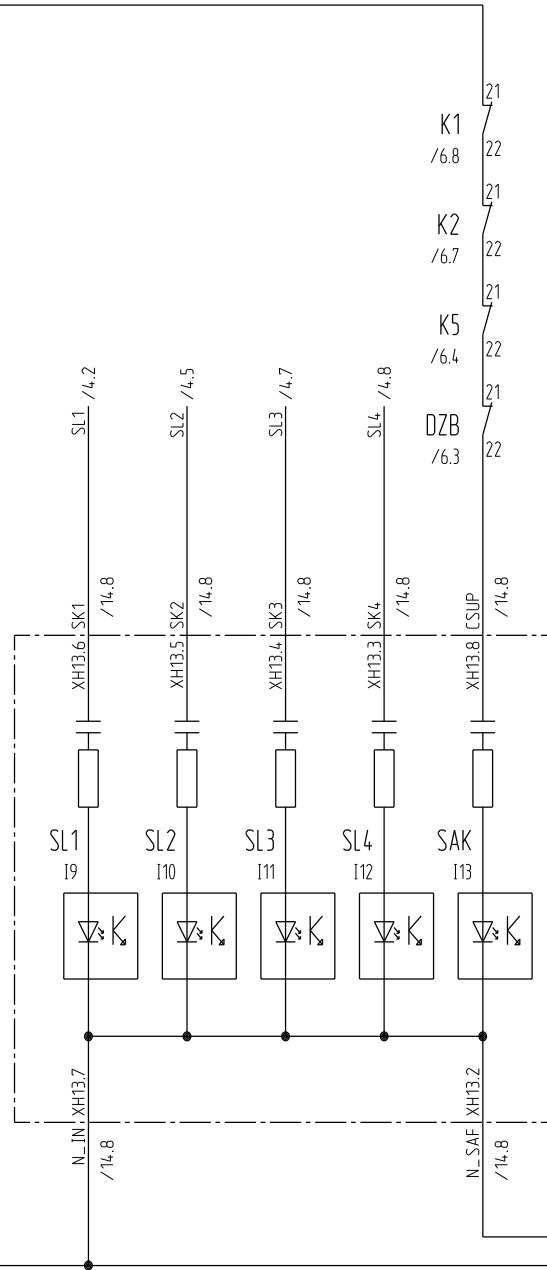 21
K1
/6.8
22
21
K2
/6.7
22
21
K5
/6.4
22
21
DZB
/6.3
22
SL1 /4.2
SL2 /4.5
SL3 /4.7
SL4 /4.8
XH13.6 SK1
/14.8
XH13.5 SK2
/14.8
XH13.4 SK3
/14.8
XH13.3 SK4
/14.8
XH13.8 CSUP
/14.8
SL1
I9
SL2
I10
SL3
I11
SL4
I12
SAK
I13
N_IN XH13.7
/14.8
N_SAF XH13.2
/14.8